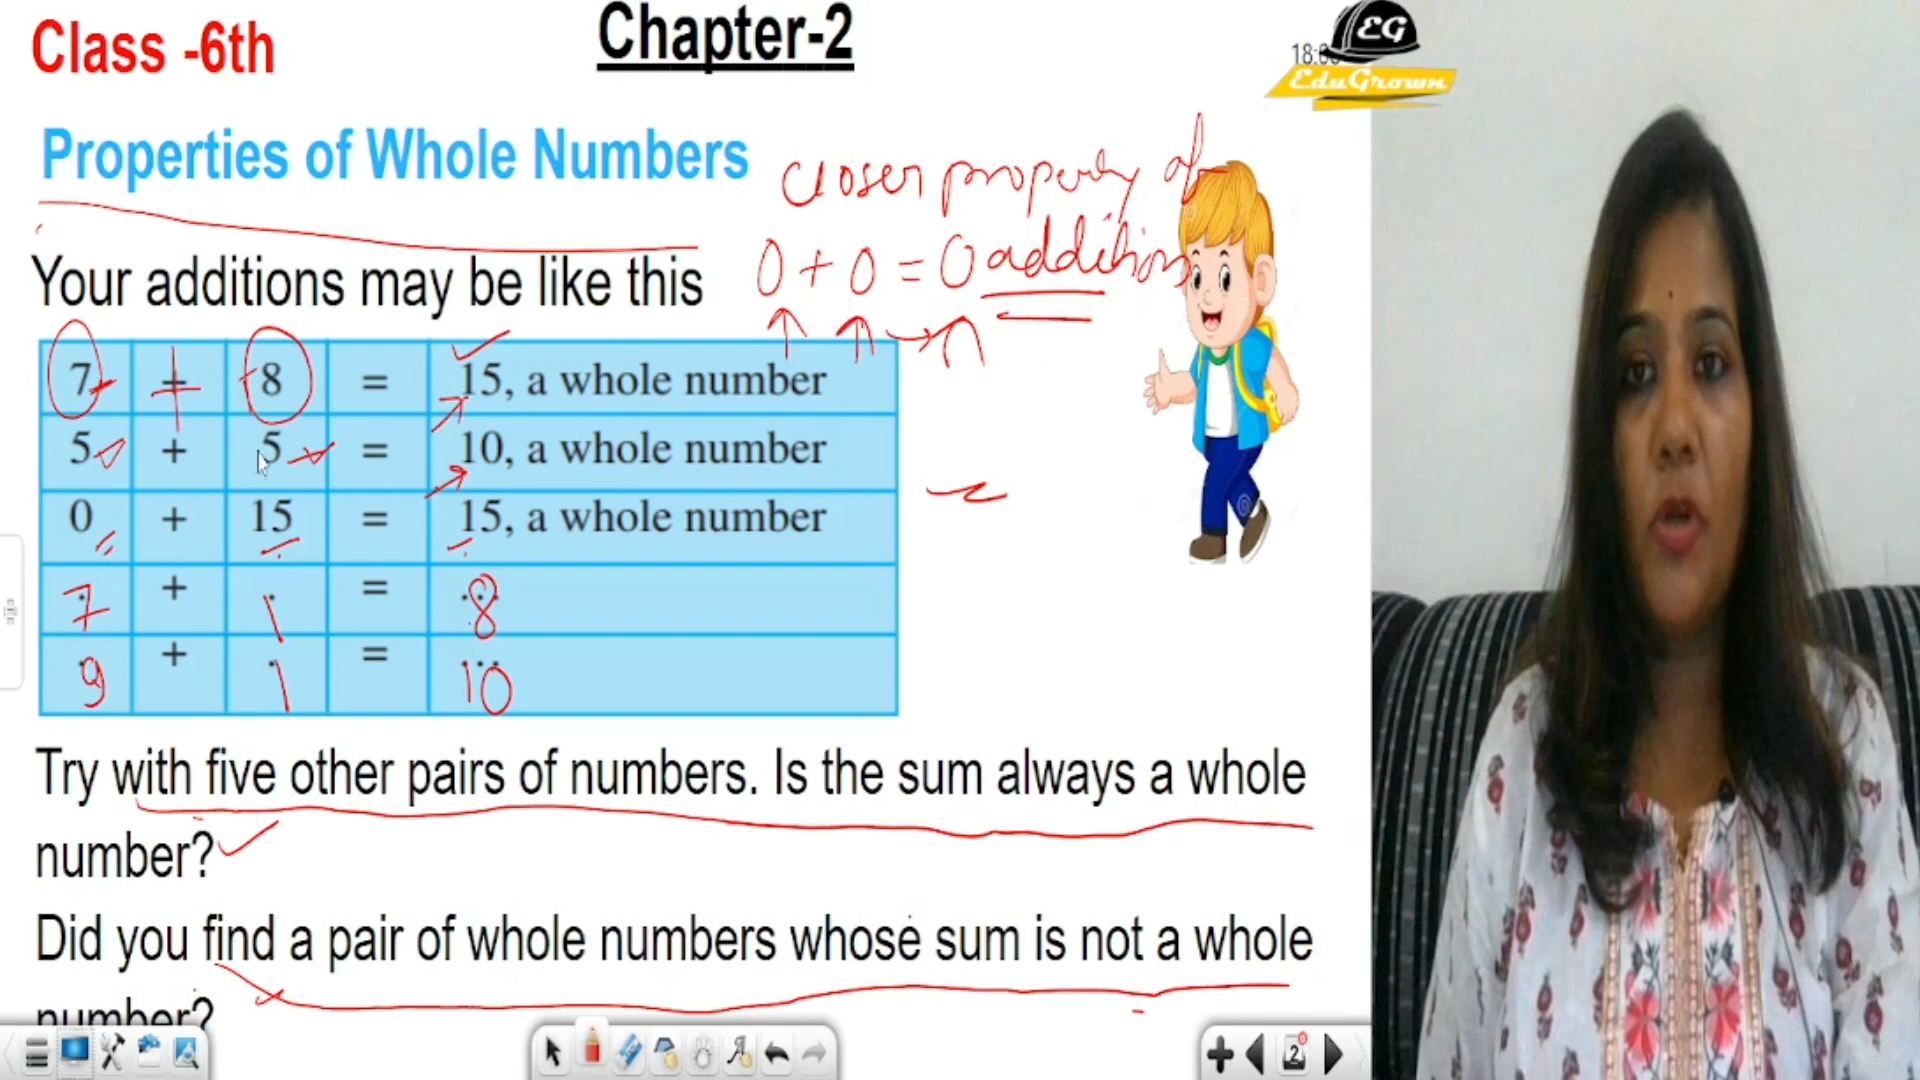 Class -6th
Chapter-2
EG
EduGrown
Properties of Whole Numbers
closer property of
addition
0 + 0 = 0
Your additions may be like this
7 + 8 = 15, a whole number
5 + 5 = 10, a whole number
0 + 15 = 15, a whole number
7 + 1 = 8
9 + 1 = 10
Try with five other pairs of numbers. Is the sum always a whole
number?
Did you find a pair of whole numbers whose sum is not a whole
number?
2